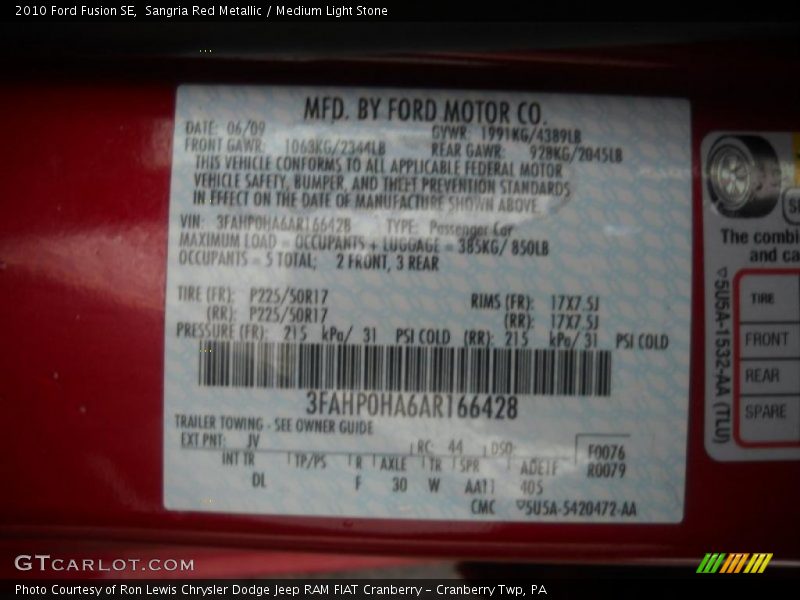 2010 Ford Fusion SE, Sangria Red Metallic / Medium Light Stone
MFD. BY FORD MOTOR CO.
DATE: 06/09 GVWR: 1991KG/4389LB
FRONT GAWR: 1063KG/2344LB REAR GAWR: 928KG/2045LB
THIS VEHICLE CONFORMS TO ALL APPLICABLE FEDERAL MOTOR
VEHICLE SAFETY, BUMPER, AND THEFT PREVENTION STANDARDS
IN EFFECT ON THE DATE OF MANUFACTURE SHOWN ABOVE
VIN: 3FAHP0HA6AR166428 TYPE: Passenger Car
MAXIMUM LOAD = OCCUPANTS + LUGGAGE = 385KG/ 850LB
OCCUPANTS = 5 TOTAL; 2 FRONT, 3 REAR
TIRE (FR): P225/50R17 RIMS (FR): 17X7.5J
(RR): P225/50R17 (RR): 17X7.5J
PRESSURE (FR): 215 kPa/ 31 PSI COLD (RR): 215 kPa/ 31 PSI COLD
3FAHP0HA6AR166428
TRAILER TOWING - SEE OWNER GUIDE
EXT PNT: JV RC: 44 DSO: F0076
INT TR TP/PS R AXLE TR SPR R0079
DL F 30 W AA11 405
CMC 5U5A-5420472-AA
The combi
and ca
TIRE
FRONT
REAR
SPARE
5U5A-1532-AA (TLU)
GTCARLOT.COM
Photo Courtesy of Ron Lewis Chrysler Dodge Jeep RAM FIAT Cranberry – Cranberry Twp, PA